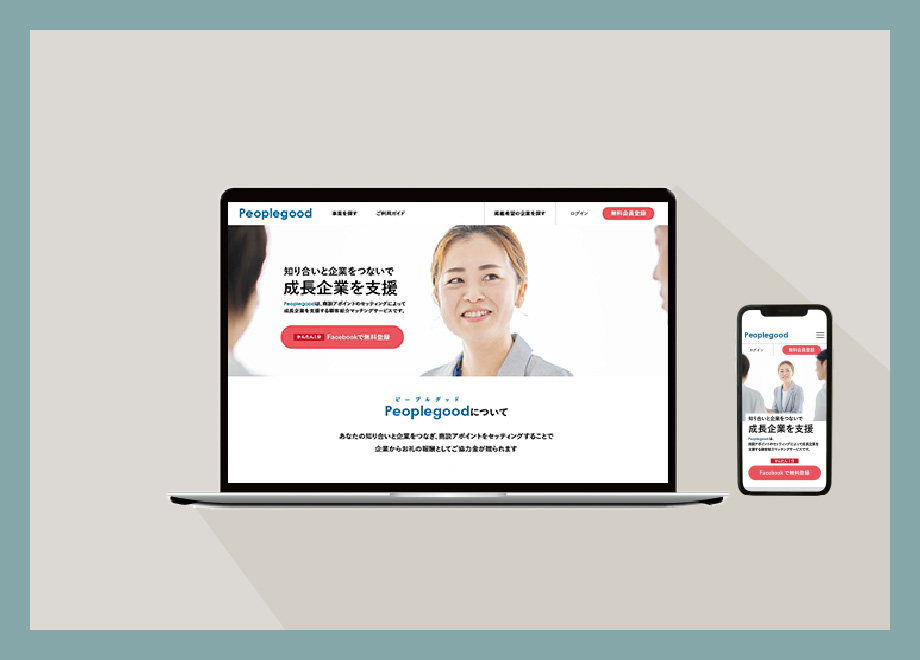 Peoplegood
事業を探す
ご利用ガイド
掲載希望の企業を探す
ログイン
無料会員登録
知り合いと企業をつないで
成長企業を支援
Peoplegoodは、商談アポイントのセッティングによって
成長企業を支援する顧客紹介マッチングサービスです。
かんたん1分 Facebookで無料登録
ピープルグッド
Peoplegoodについて
あなたの知り合いと企業をつなぎ、商談アポイントをセッティングすることで
企業からお礼の報酬としてご協力金が贈られます
Peoplegood
ログイン
無料会員登録
知り合いと企業をつないで
成長企業を支援
Peoplegoodは、
商談アポイントのセッティングによって成長企業を
支援する顧客紹介マッチングサービスです。
かんたん1分
Facebook で無料登録